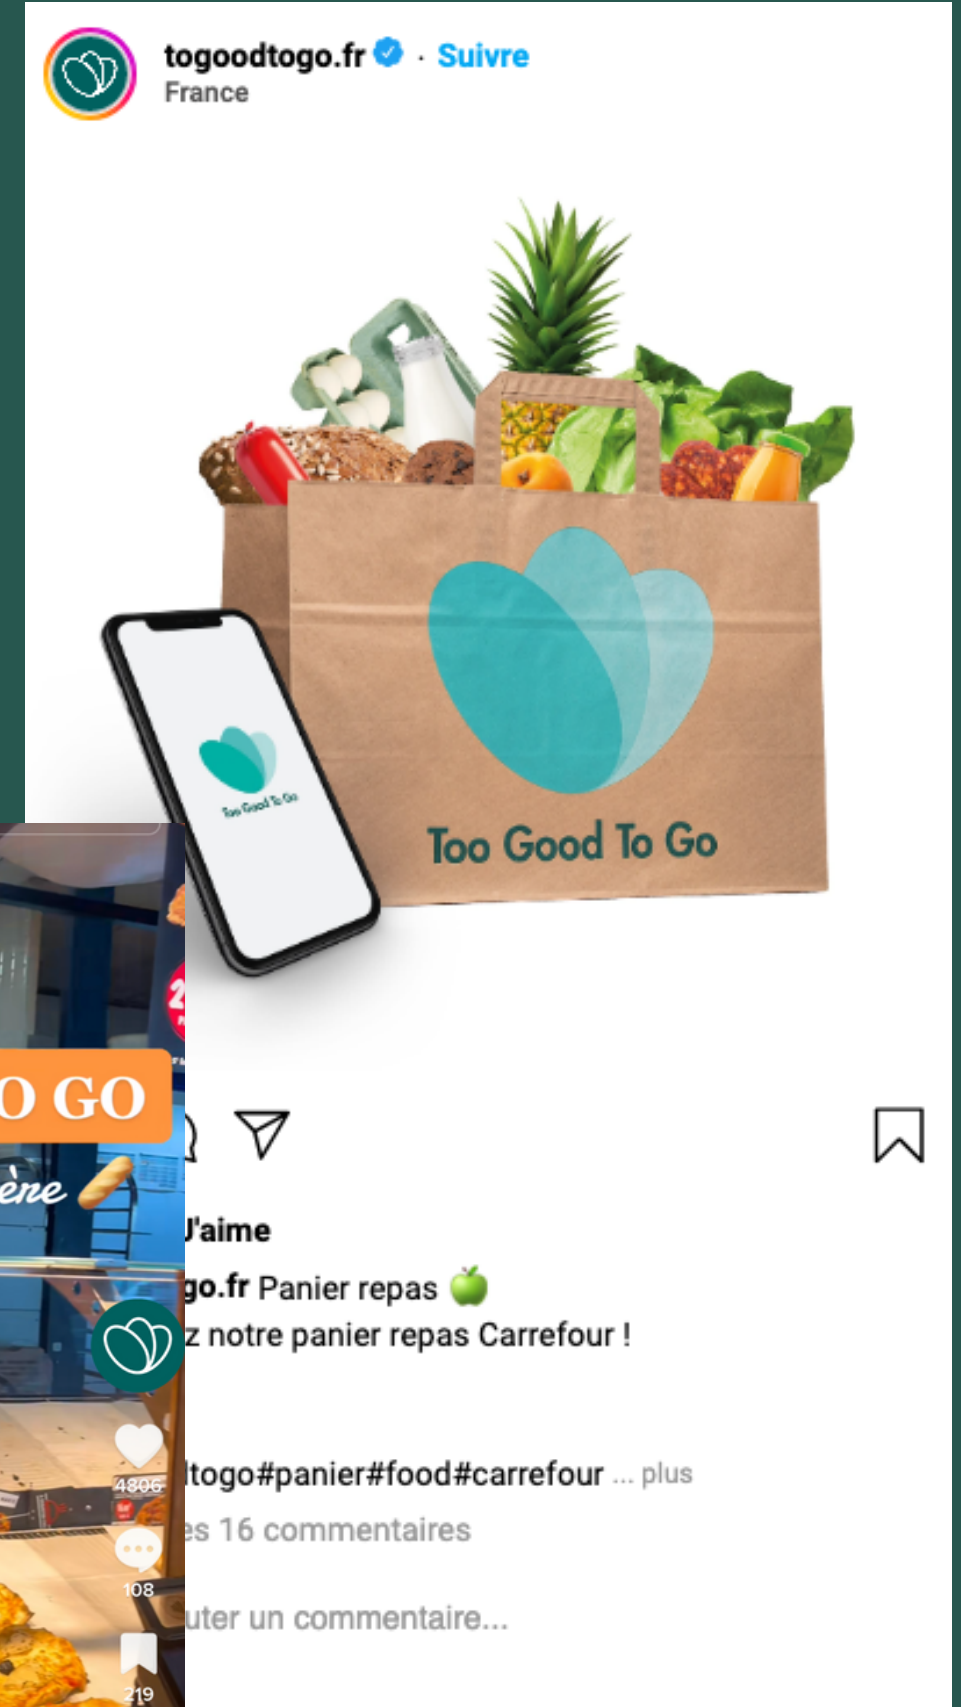 togoodtogo.fr · Suivre
France
Too Good To Go
Too Good To Go
O GO
ène
J'aime
go.fr Panier repas
z notre panier repas Carrefour !
ltogo#panier#food#carrefour ... plus
es 16 commentaires
uter un commentaire...
4806
108
219